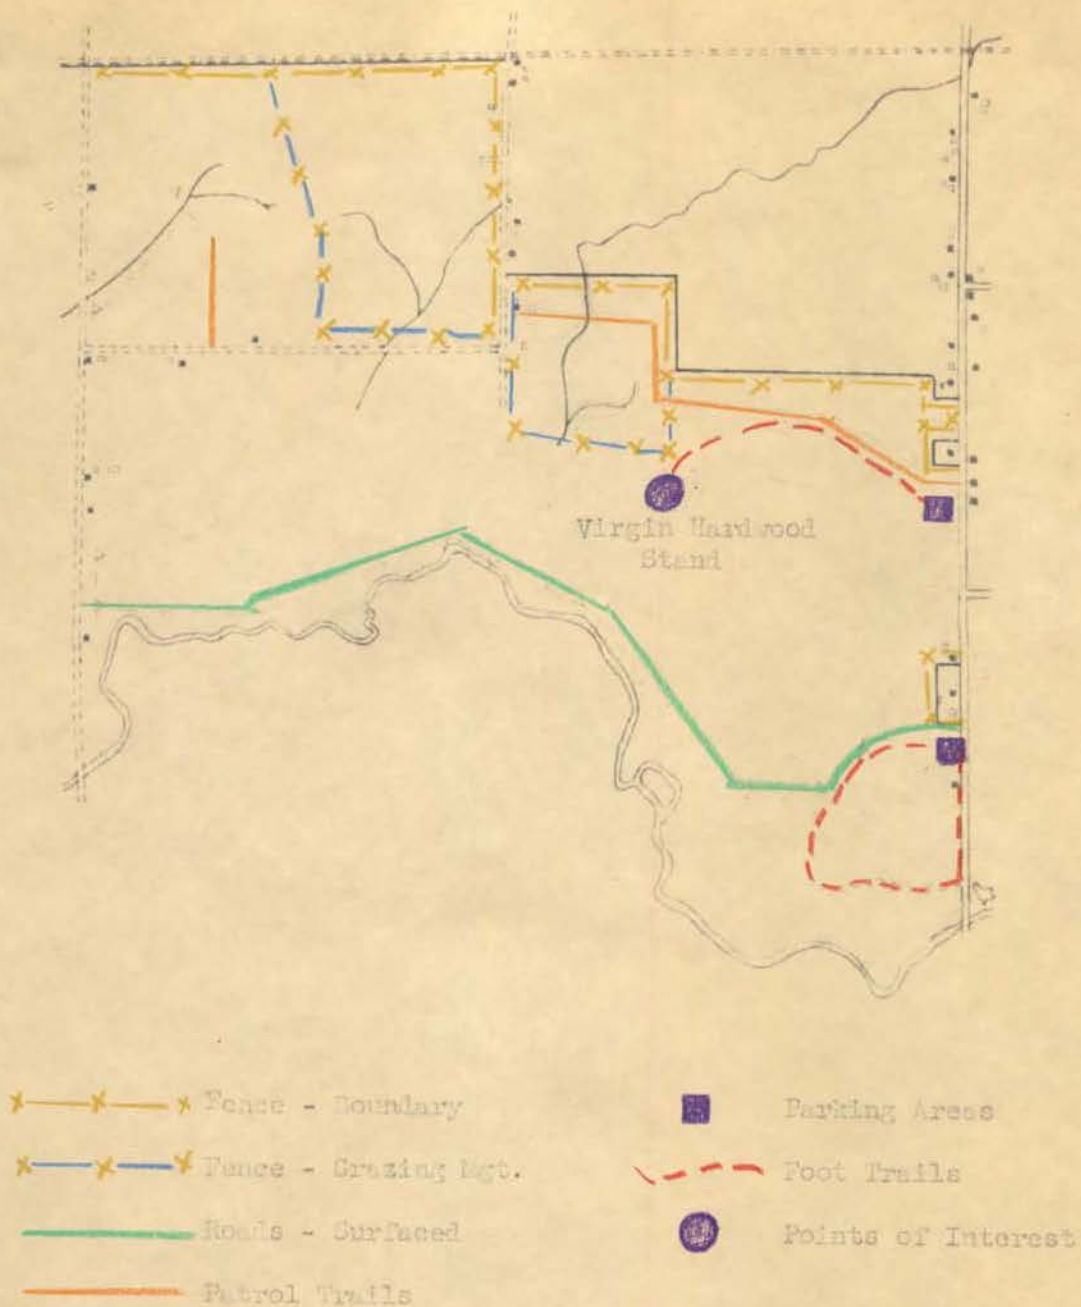 Virgin Hardwood
Stand
Fence - Boundary
Fence - Grazing Mgt.
Roads - Surfaced
Patrol Trails
Parking Areas
Foot Trails
Points of Interest